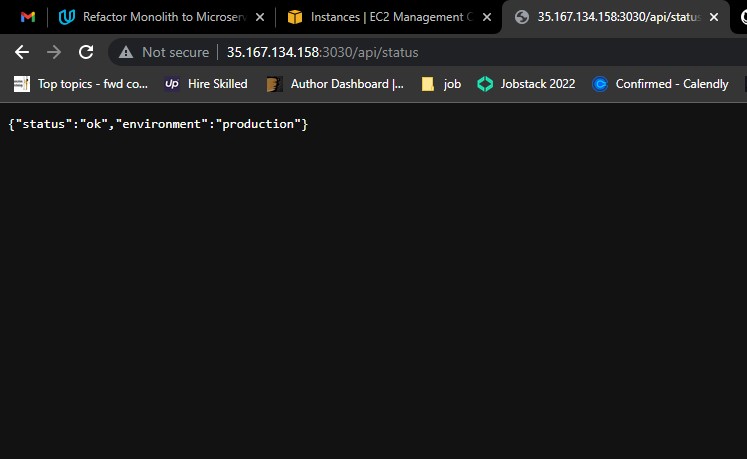 Refactor Monolith to Microser
Instances | EC2 Management C
35.167.134.158:3030/api/status
Not secure
35.167.134.158:3030/api/status
Top topics - fwd co...
Up
Hire Skilled
Author Dashboard |...
job
Jobstack 2022
Confirmed - Calendly
{"status":"ok","environment":"production"}